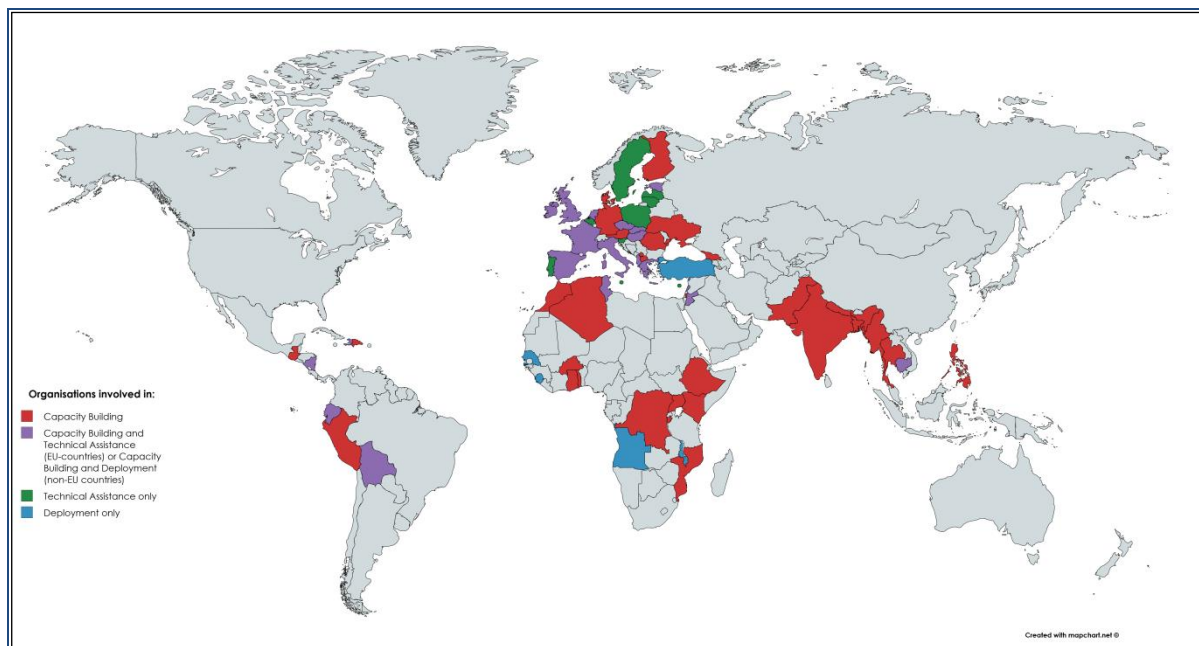 Organisations involved in:
Capacity Building
Capacity Building and
Technical Assistance
(EU-countries) or Capacity
Building and Deployment
(non-EU countries)
Technical Assistance only
Deployment only
Created with mapchart.net ©